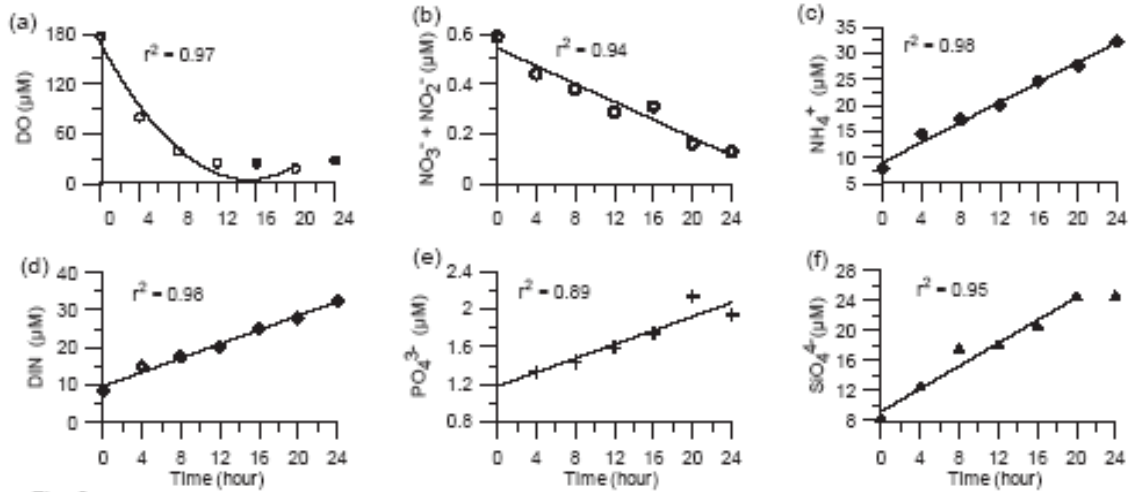 (a)
180
120
60
0
DO (µM)
r² = 0.97
0 4 8 12 16 20 24
(b)
0.6
0.4
0.2
0
NO₃⁻ + NO₂⁻ (µM)
r² = 0.94
0 4 8 12 16 20 24
(c)
35
30
25
20
15
10
5
NH₄⁺ (µM)
r² = 0.98
0 4 8 12 16 20 24
(d)
40
30
20
10
0
DIN (µM)
r² = 0.98
0 4 8 12 16 20 24
Time (hour)
(e)
2.4
2
1.6
1.2
0.8
PO₄³⁻ (µM)
r² = 0.89
0 4 8 12 16 20 24
Time (hour)
(f)
28
24
20
16
12
8
SiO₄⁴⁻(µM)
r² = 0.95
0 4 8 12 16 20 24
Time (hour)